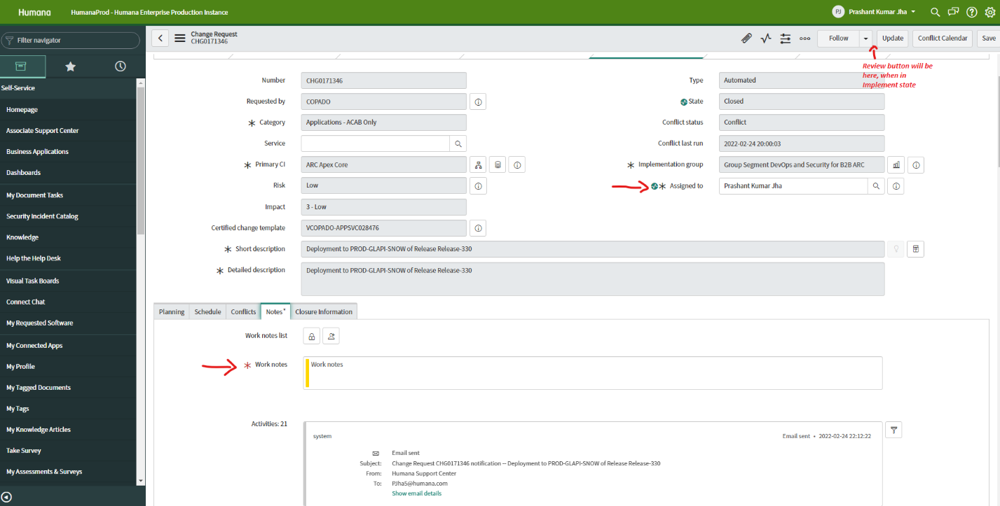 Humana
HumanaProd - Humana Enterprise Production Instance
PJ
Prashant Kumar Jha
Filter navigator
Self-Service
Homepage
Associate Support Center
Business Applications
Dashboards
My Document Tasks
Security Incident Catalog
Knowledge
Help the Help Desk
Visual Task Boards
Connect Chat
My Requested Software
My Connected Apps
My Profile
My Tagged Documents
My Tags
My Knowledge Articles
Take Survey
My Assessments & Surveys
Change Request
CHG0171346
Follow
Update
Conflict Calendar
Save
Review button will be
here, when in
Implement state
Number CHG0171346
Type Automated
Requested by COPADO
State Closed
Category Applications - ACAB Only
Conflict status Conflict
Service
Conflict last run 2022-02-24 20:00:03
Primary CI ARC Apex Core
Implementation group Group Segment DevOps and Security for B2B ARC
Risk Low
Assigned to Prashant Kumar Jha
Impact 3 - Low
Certified change template VCOPADO-APPSVC028476
Short description Deployment to PROD-GLAPI-SNOW of Release Release-330
Detailed description Deployment to PROD-GLAPI-SNOW of Release Release-330
Planning Schedule Conflicts Notes* Closure Information
Work notes list
Work notes Work notes
Activities: 21
system Email sent • 2022-02-24 22:12:22
Email sent
Subject: Change Request CHG0171346 notification -- Deployment to PROD-GLAPI-SNOW of Release Release-330
From: Humana Support Center
To: PJha5@humana.com
Show email details